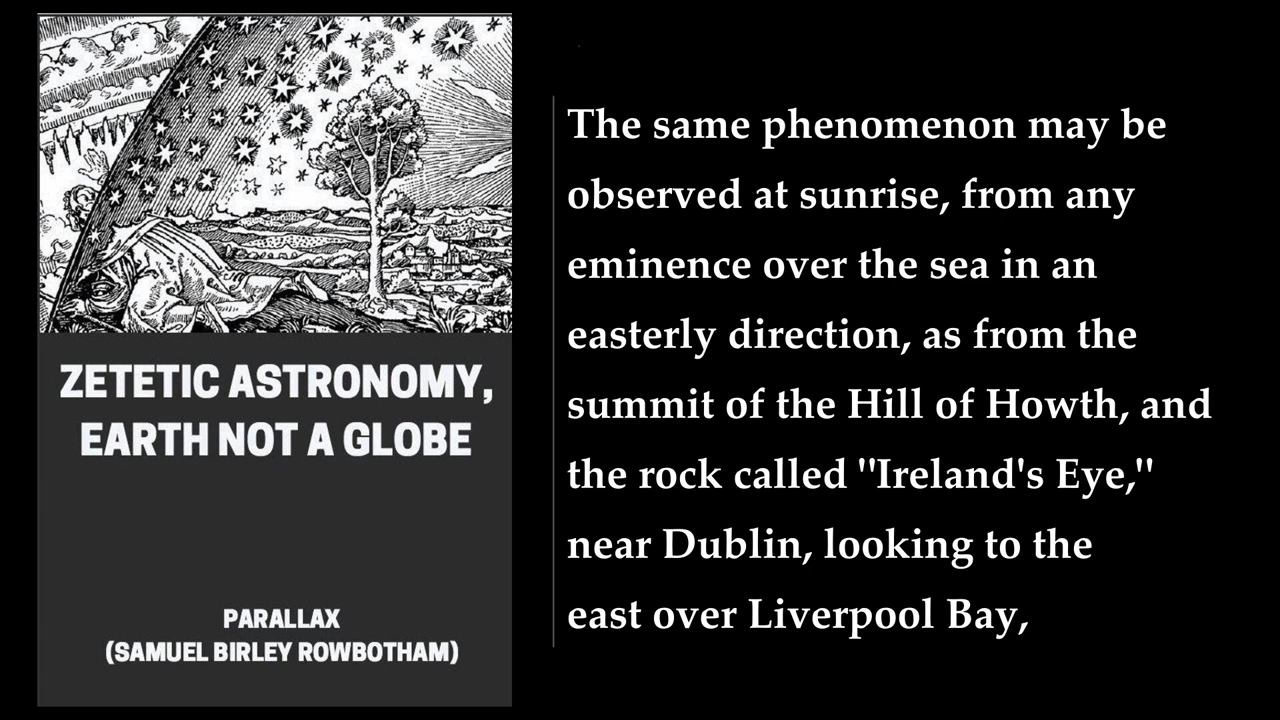 ZETETIC ASTRONOMY,
EARTH NOT A GLOBE
PARALLAX
(SAMUEL BIRLEY ROWBOTHAM)
The same phenomenon may be
observed at sunrise, from any
eminence over the sea in an
easterly direction, as from the
summit of the Hill of Howth, and
the rock called "Ireland's Eye,"
near Dublin, looking to the
east over Liverpool Bay,